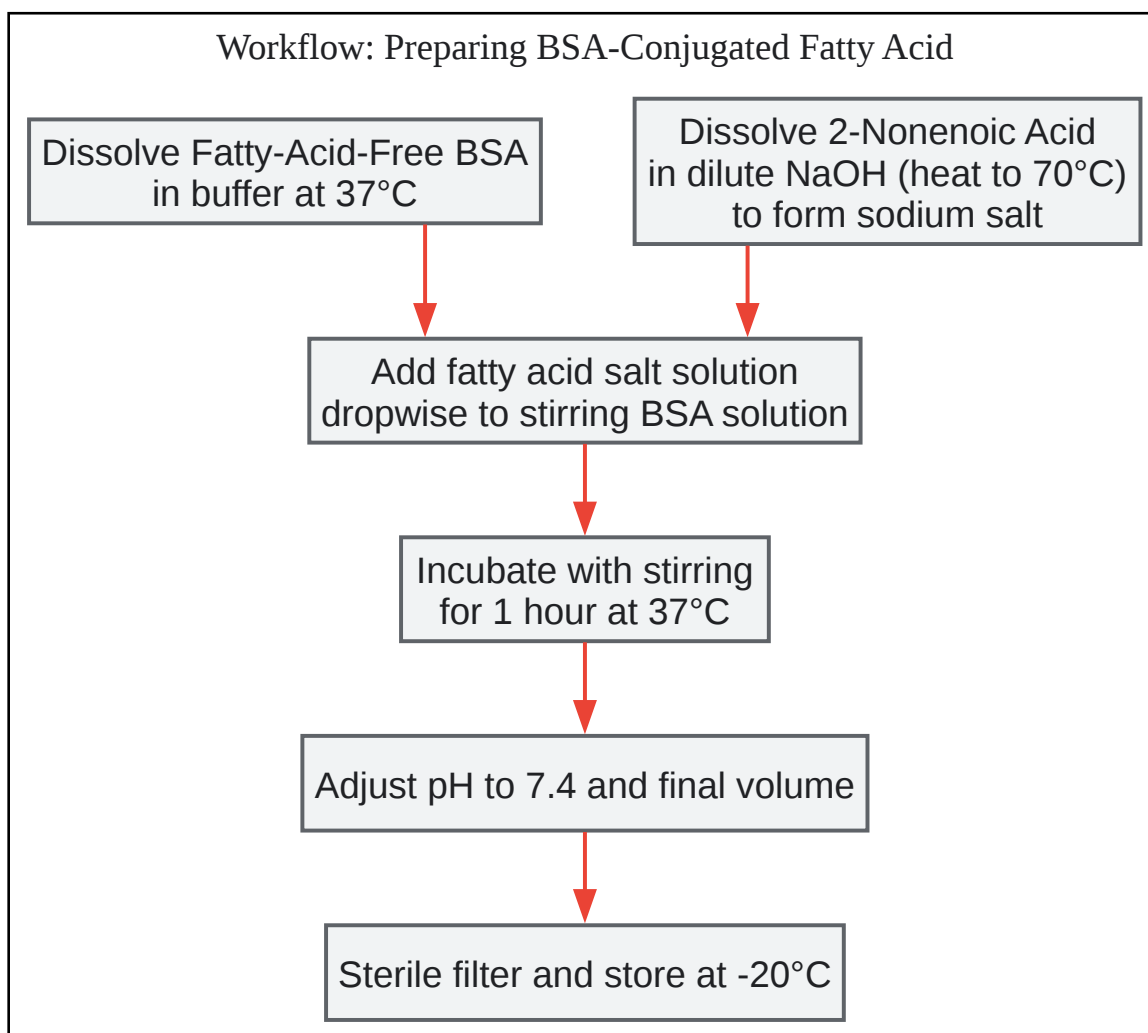 Workflow: Preparing BSA-Conjugated Fatty Acid
Dissolve Fatty-Acid-Free BSA
in buffer at 37°C
Dissolve 2-Nonenoic Acid
in dilute NaOH (heat to 70°C)
to form sodium salt
Add fatty acid salt solution
dropwise to stirring BSA solution
Incubate with stirring
for 1 hour at 37°C
Adjust pH to 7.4 and final volume
Sterile filter and store at -20°C